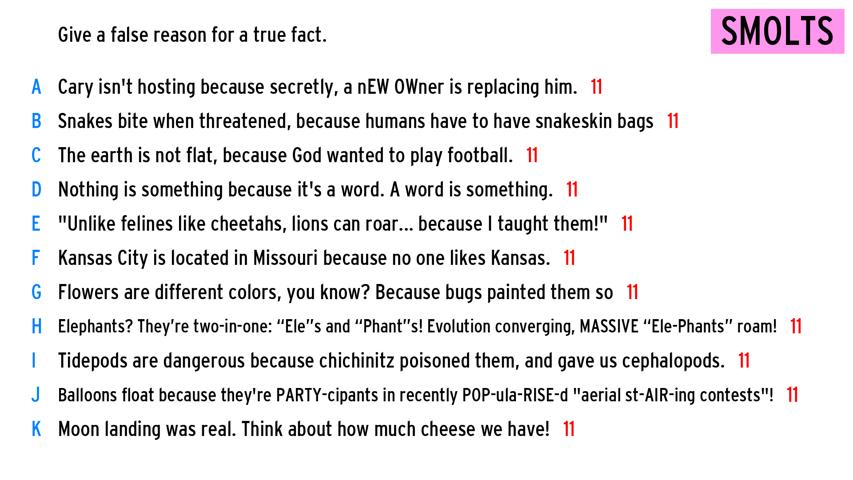 Give a false reason for a true fact.
SMOLTS
A Cary isn't hosting because secretly, a nEW OWner is replacing him. 11
B Snakes bite when threatened, because humans have to have snakeskin bags 11
C The earth is not flat, because God wanted to play football. 11
D Nothing is something because it's a word. A word is something. 11
E "Unlike felines like cheetahs, lions can roar... because I taught them!" 11
F Kansas City is located in Missouri because no one likes Kansas. 11
G Flowers are different colors, you know? Because bugs painted them so 11
H Elephants? They’re two-in-one: “Ele”s and “Phant”s! Evolution converging, MASSIVE “Ele-Phants” roam! 11
I Tidepods are dangerous because chichinitz poisoned them, and gave us cephalopods. 11
J Balloons float because they're PARTY-cipants in recently POP-ula-RISE-d "aerial st-AIR-ing contests"! 11
K Moon landing was real. Think about how much cheese we have! 11